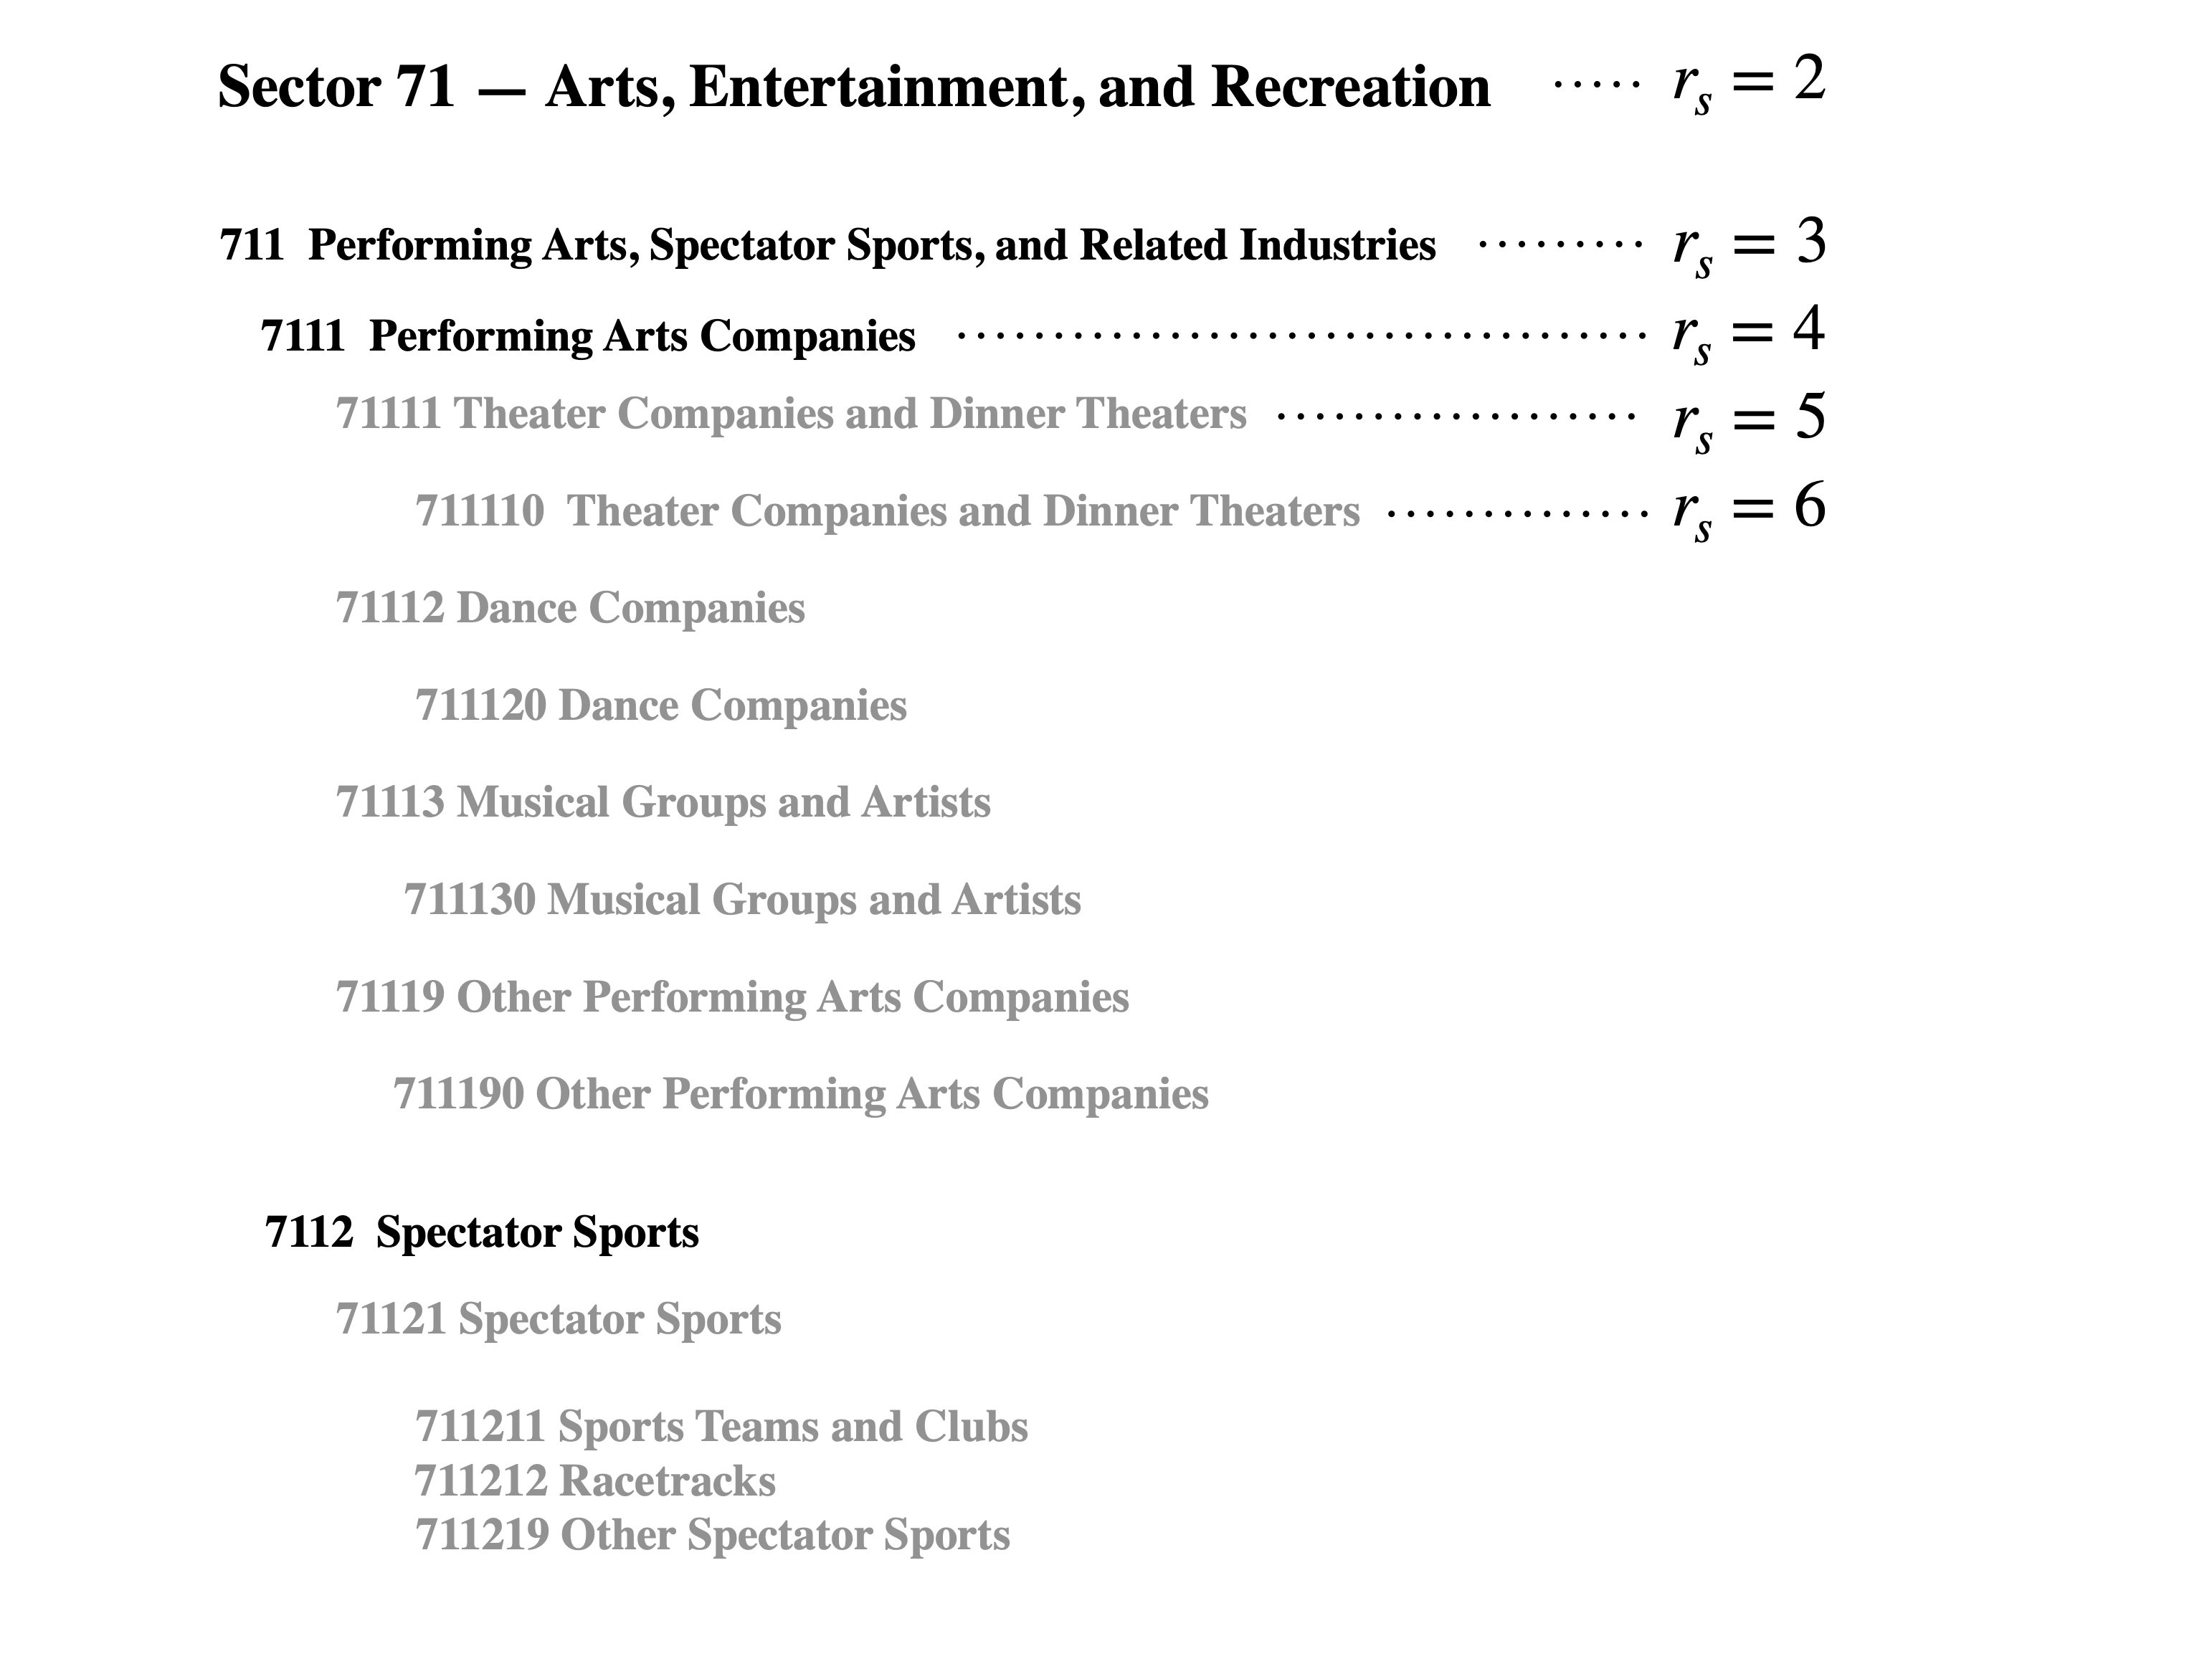 Sector 71 — Arts, Entertainment, and Recreation ····· r_s = 2
711 Performing Arts, Spectator Sports, and Related Industries ········· r_s = 3
7111 Performing Arts Companies ···································· r_s = 4
71111 Theater Companies and Dinner Theaters ··················· r_s = 5
711110 Theater Companies and Dinner Theaters ·············· r_s = 6
71112 Dance Companies
711120 Dance Companies
71113 Musical Groups and Artists
711130 Musical Groups and Artists
71119 Other Performing Arts Companies
711190 Other Performing Arts Companies
7112 Spectator Sports
71121 Spectator Sports
711211 Sports Teams and Clubs
711212 Racetracks
711219 Other Spectator Sports